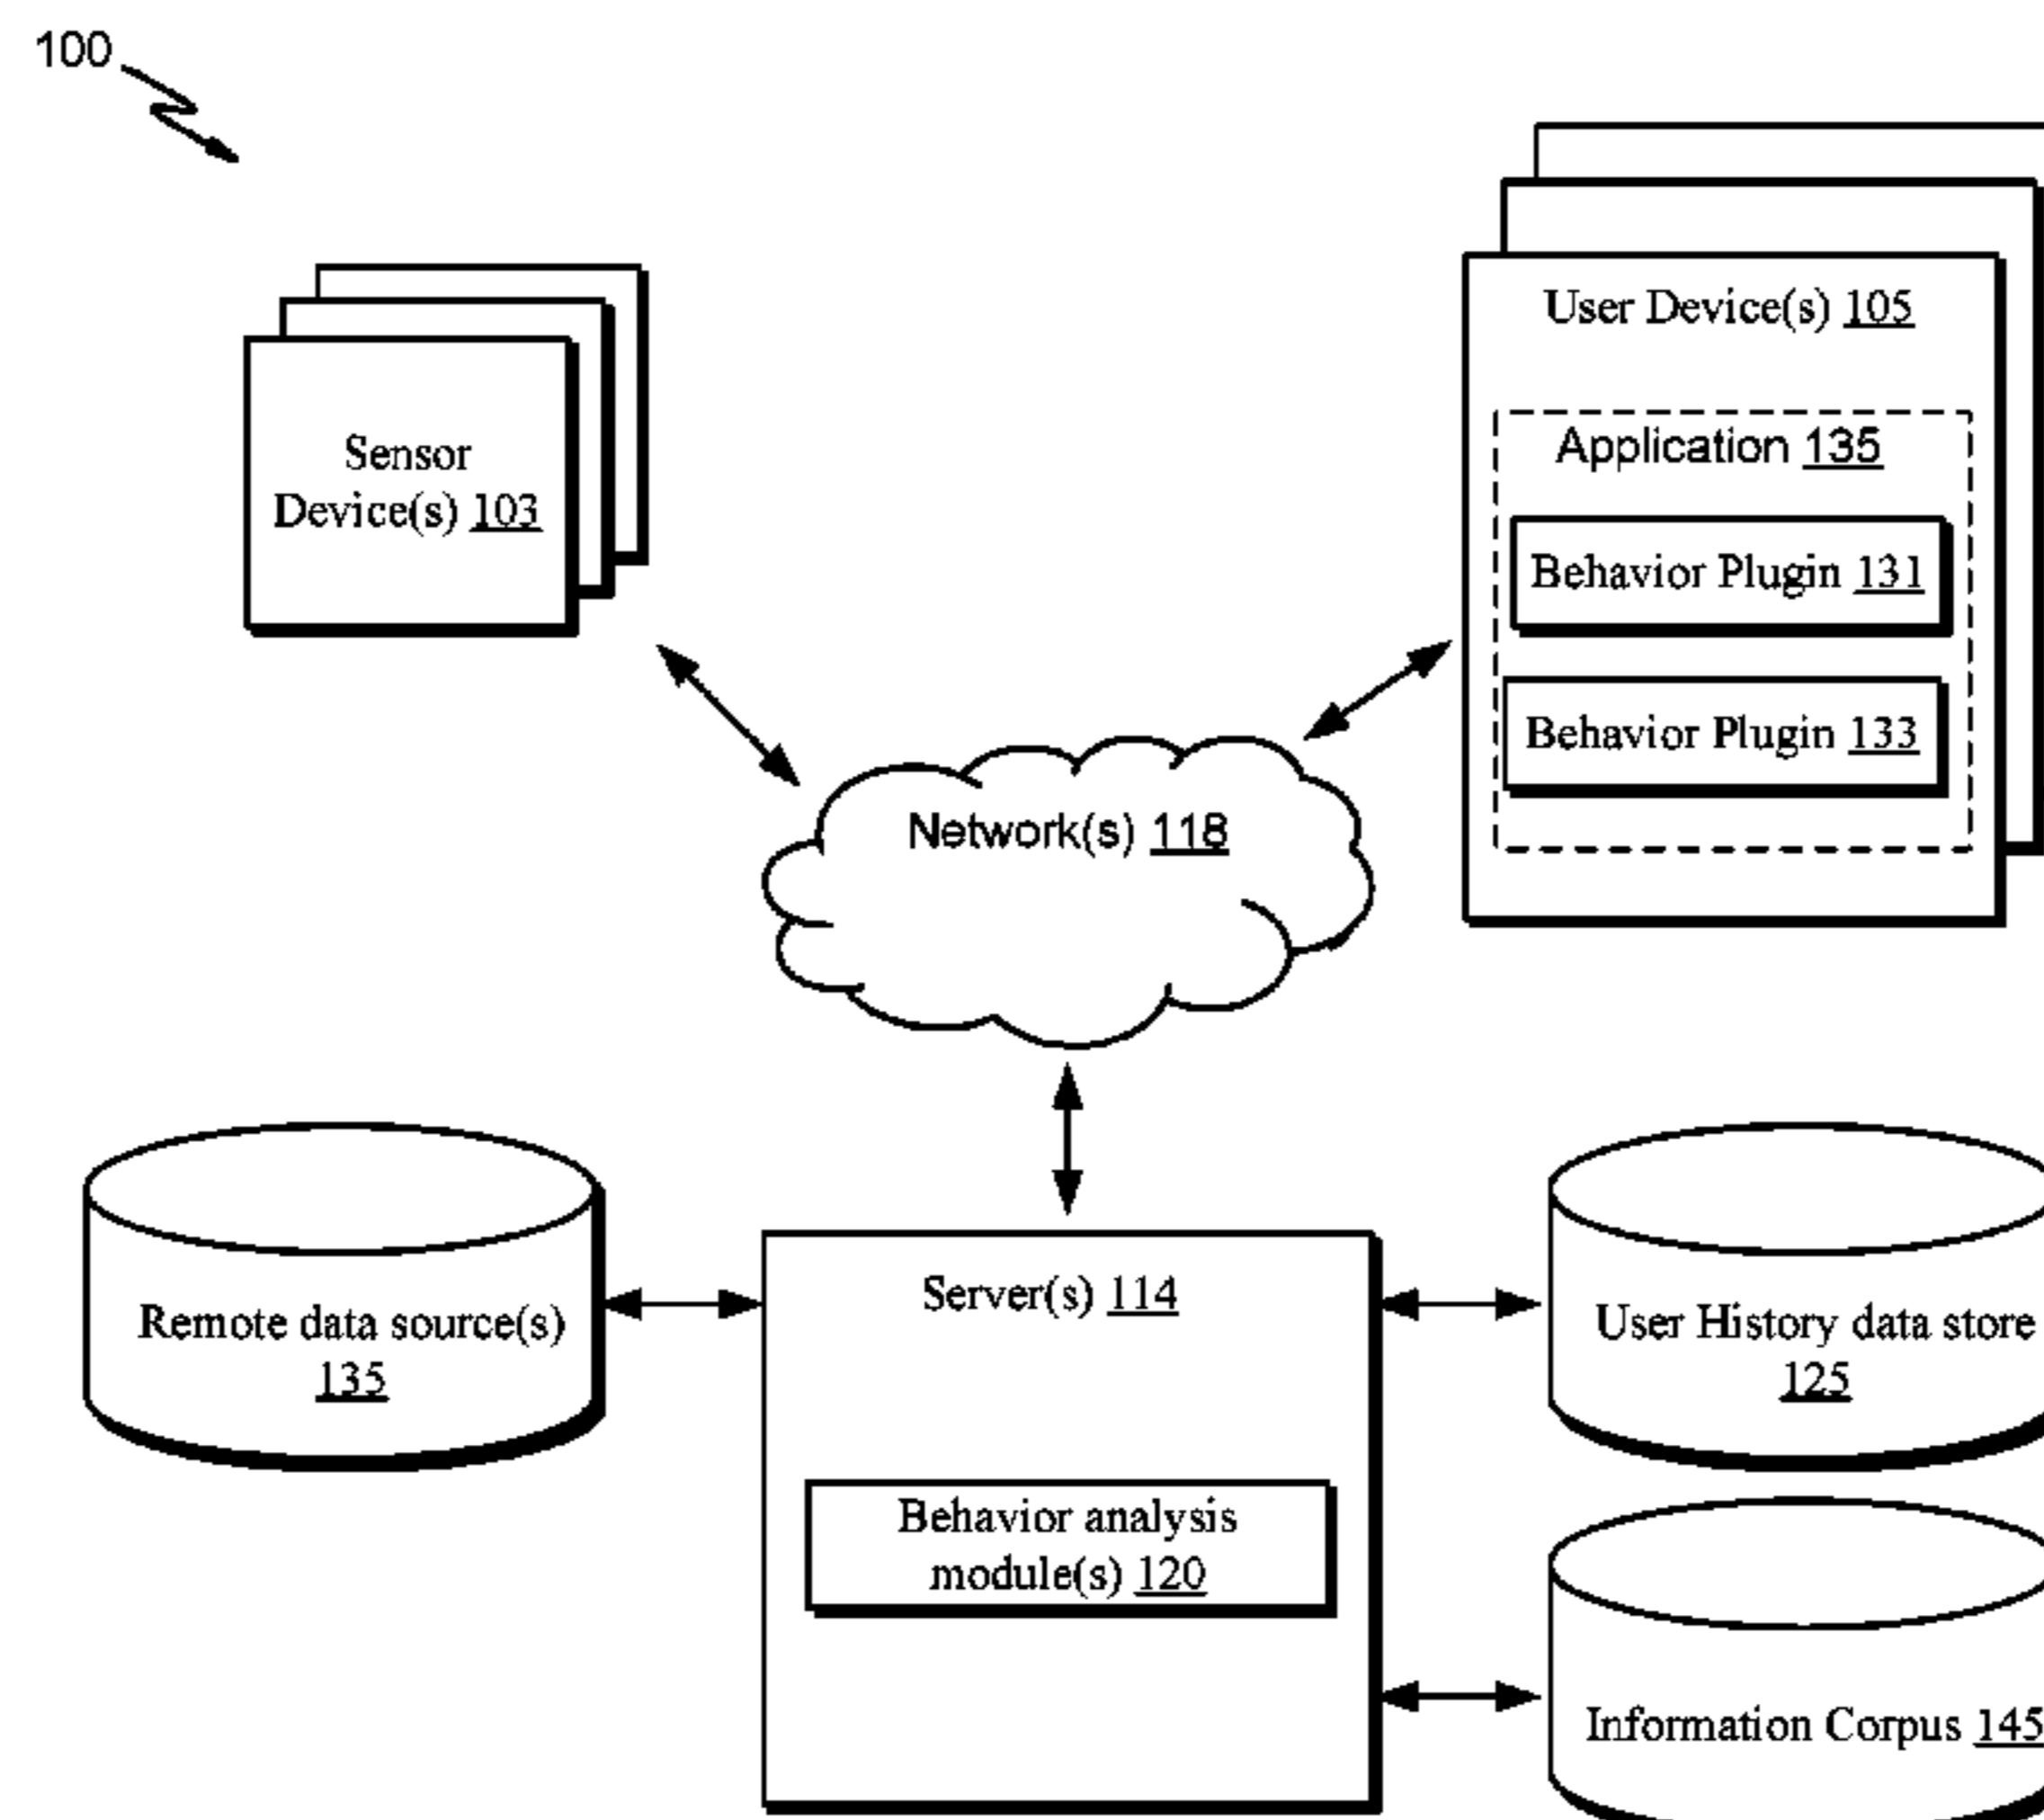 100
User Device(s) 105
Application 135
Sensor
Device(s) 103
Behavior Plugin 131
Behavior Plugin 133
Network(s) 118
Server(s) 114
Remote data source(s)
135
User History data store
125
Behavior analysis
module(s) 120
Information Corpus 145